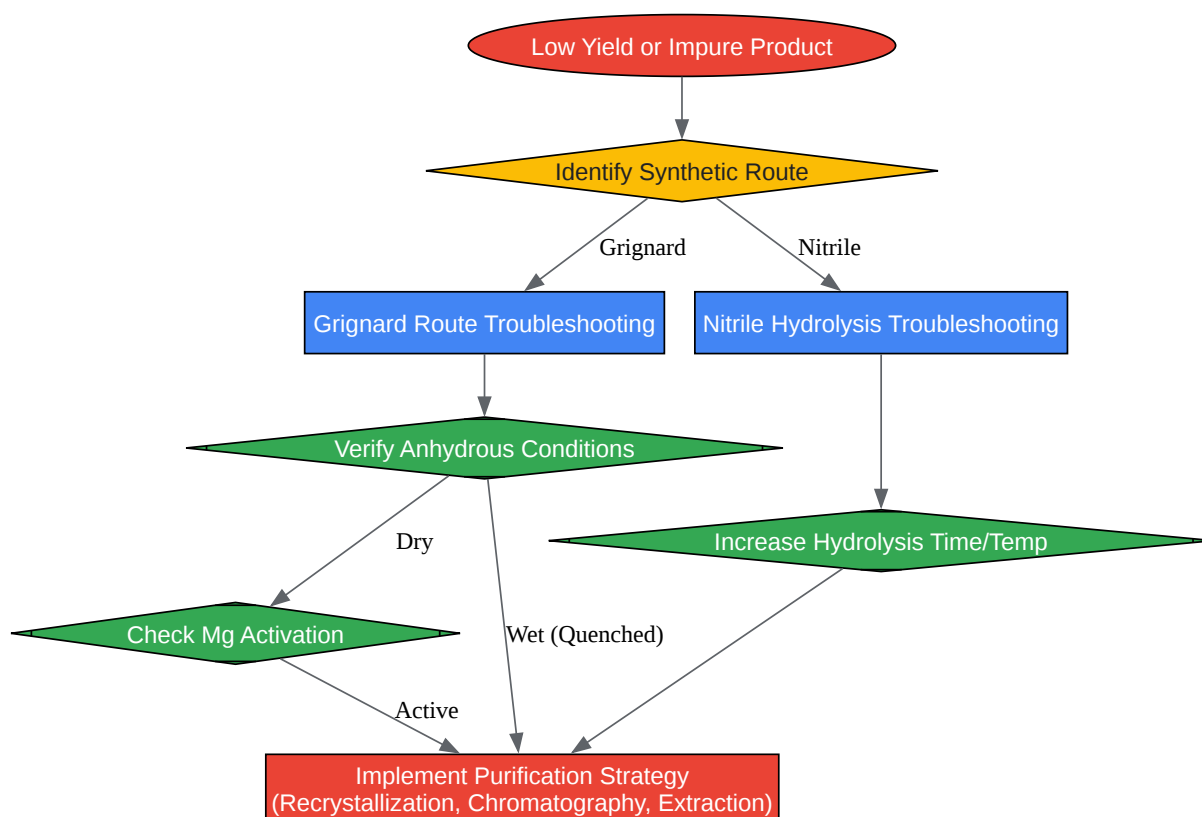 Low Yield or Impure Product
Identify Synthetic Route
Grignard
Nitrile
Grignard Route Troubleshooting
Nitrile Hydrolysis Troubleshooting
Verify Anhydrous Conditions
Dry
Increase Hydrolysis Time/Temp
Check Mg Activation
Wet (Quenched)
Active
Implement Purification Strategy
(Recrystallization, Chromatography, Extraction)